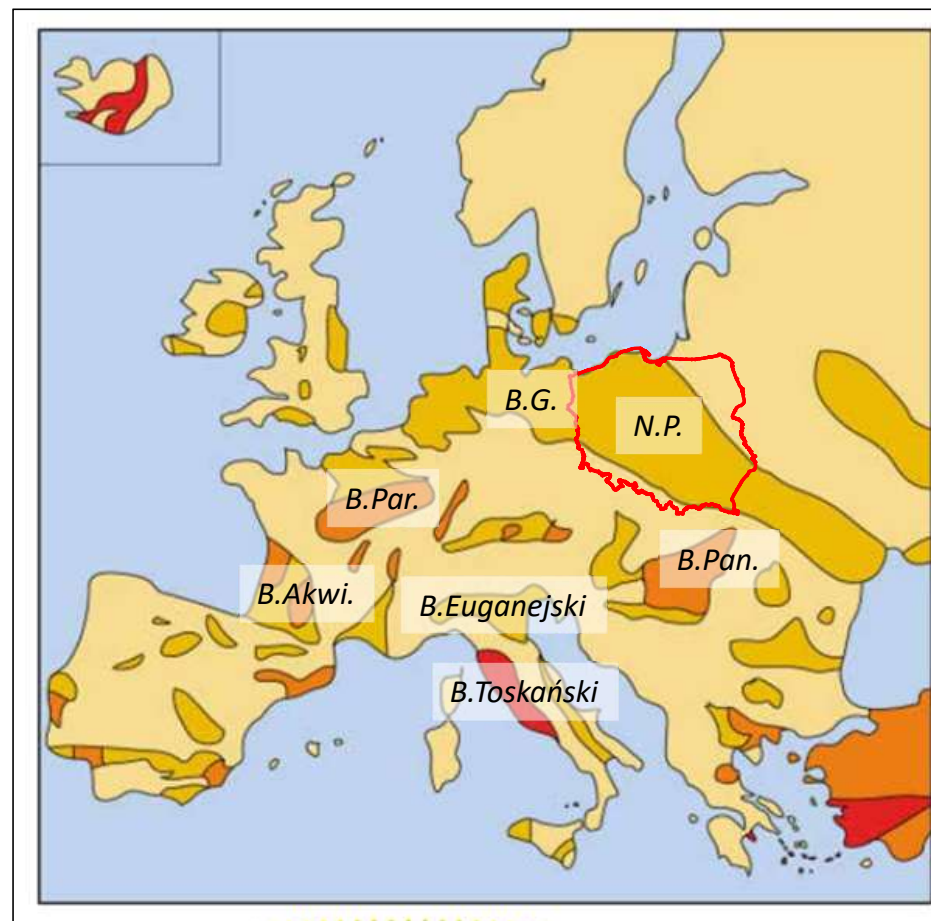 B.G.
N.P.
B.Par.
B.Pan.
B.Akwi.
B.Euganejski
B.Toskański